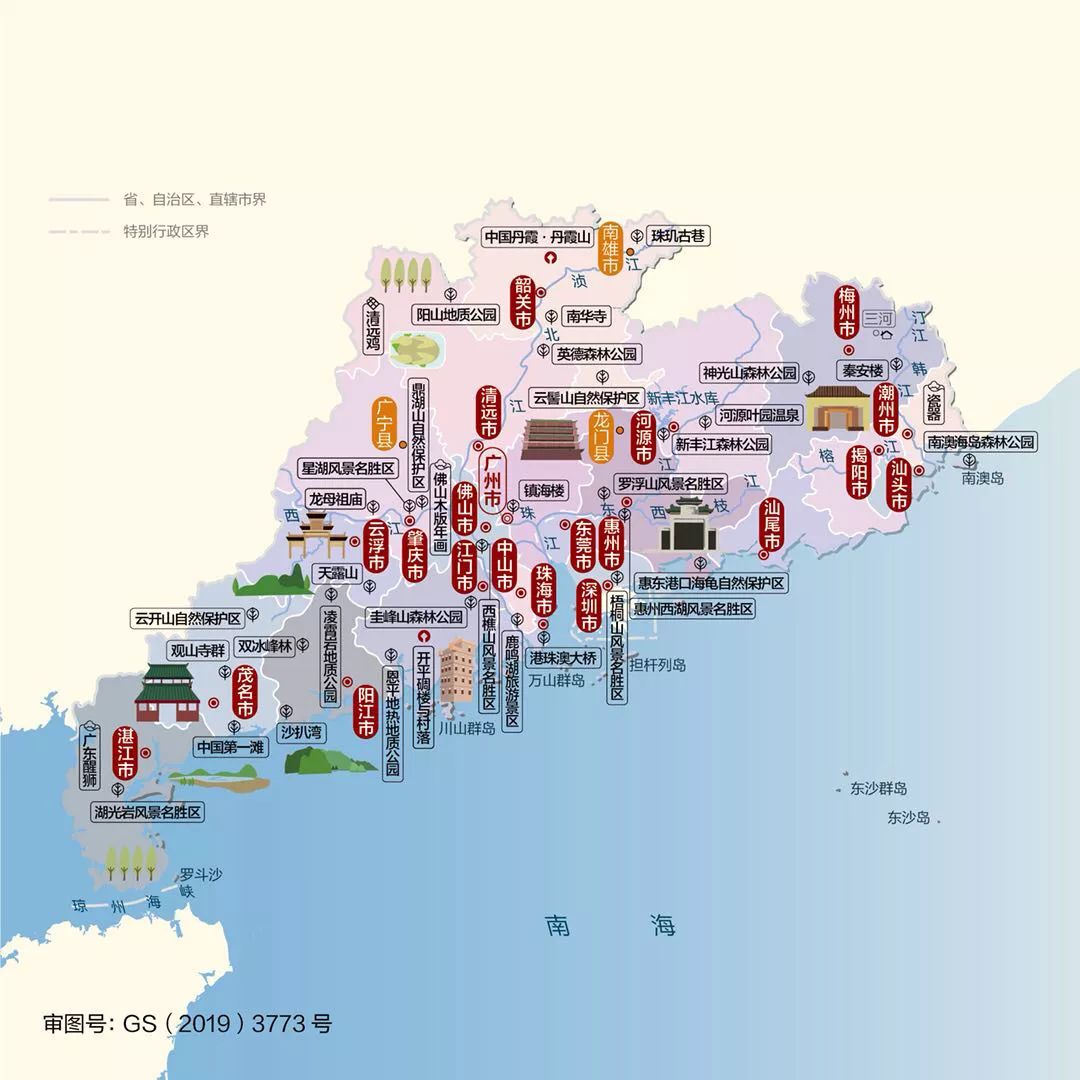 省、自治区、直辖市界
特别行政区界
中国丹霞·丹霞山
南雄市
珠玑古巷
江
浈
韶关市
阳山地质公园
清远鸡
南华寺
北
英德森林公园
梅州市
三河
汀江
韩
秦安楼
神光山森林公园
江
潮州市
瓷器
云髻山自然保护区
新丰江水库
河源叶园温泉
鼎湖山自然保护区
清远市
江
广宁县
龙门县
河源市
新丰江森林公园
南澳海岛森林公园
南澳岛
榕
江
揭阳市
汕头市
星湖风景名胜区
广州市
江
罗浮山风景名胜区
佛山木版年画
佛山市
镇海楼
龙母祖庙
西
江
珠
东
西
枝
江
汕尾市
云浮市
肇庆市
江门市
中山市
江
东莞市
惠州市
天露山
珠海市
深圳市
惠东港口海龟自然保护区
惠州西湖风景名胜区
云开山自然保护区
凌霄岩地质公园
圭峰山森林公园
西樵山风景名胜区
鹿鸣湖旅游景区
梧桐山风景名胜区
观山寺群
双冰峰林
港珠澳大桥
担杆列岛
万山群岛
茂名市
阳江市
恩平地热地质公园
开平碉楼与村落
川山群岛
沙扒湾
中国第一滩
广东醒狮
湛江市
湖光岩风景名胜区
东沙群岛
东沙岛
罗斗沙
琼州海峡
南海
审图号：GS（2019）3773号